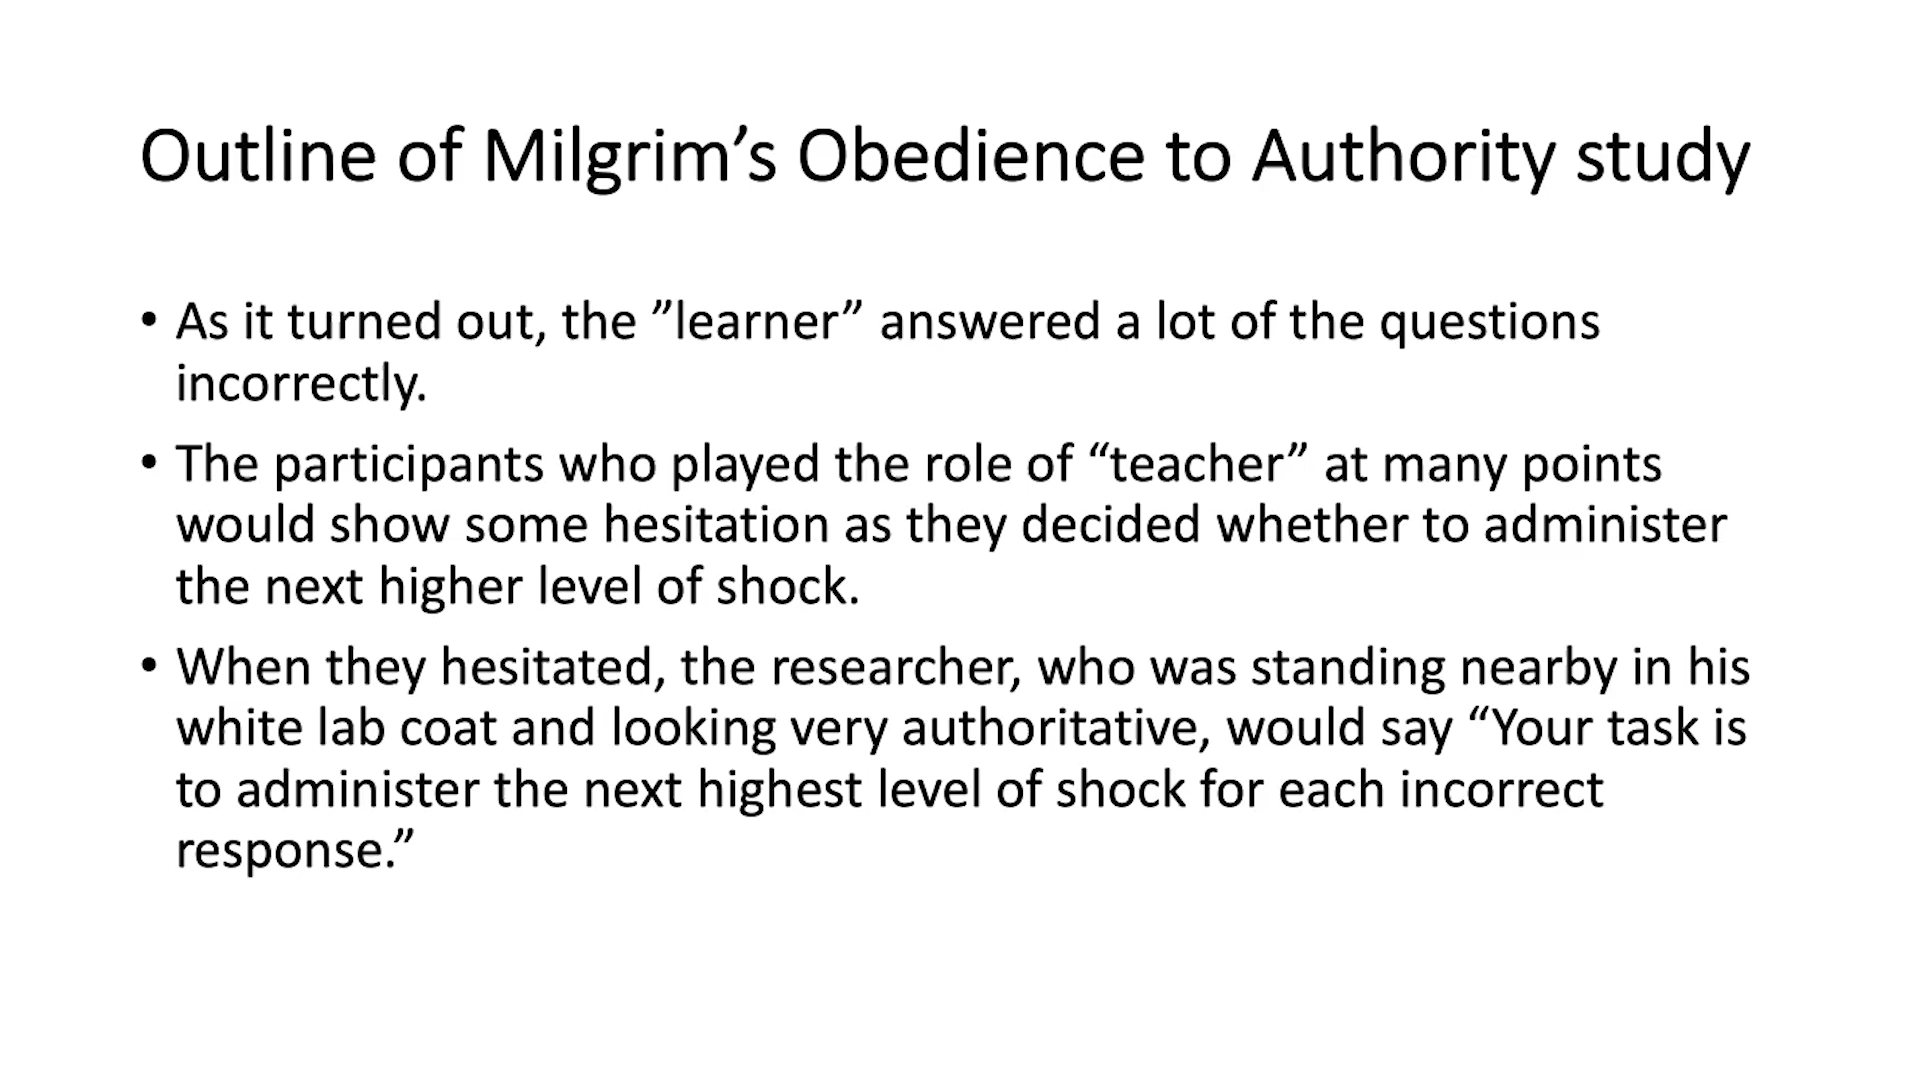 Outline of Milgrim’s Obedience to Authority study
• As it turned out, the ”learner” answered a lot of the questions
incorrectly.
• The participants who played the role of “teacher” at many points
would show some hesitation as they decided whether to administer
the next higher level of shock.
• When they hesitated, the researcher, who was standing nearby in his
white lab coat and looking very authoritative, would say “Your task is
to administer the next highest level of shock for each incorrect
response.”